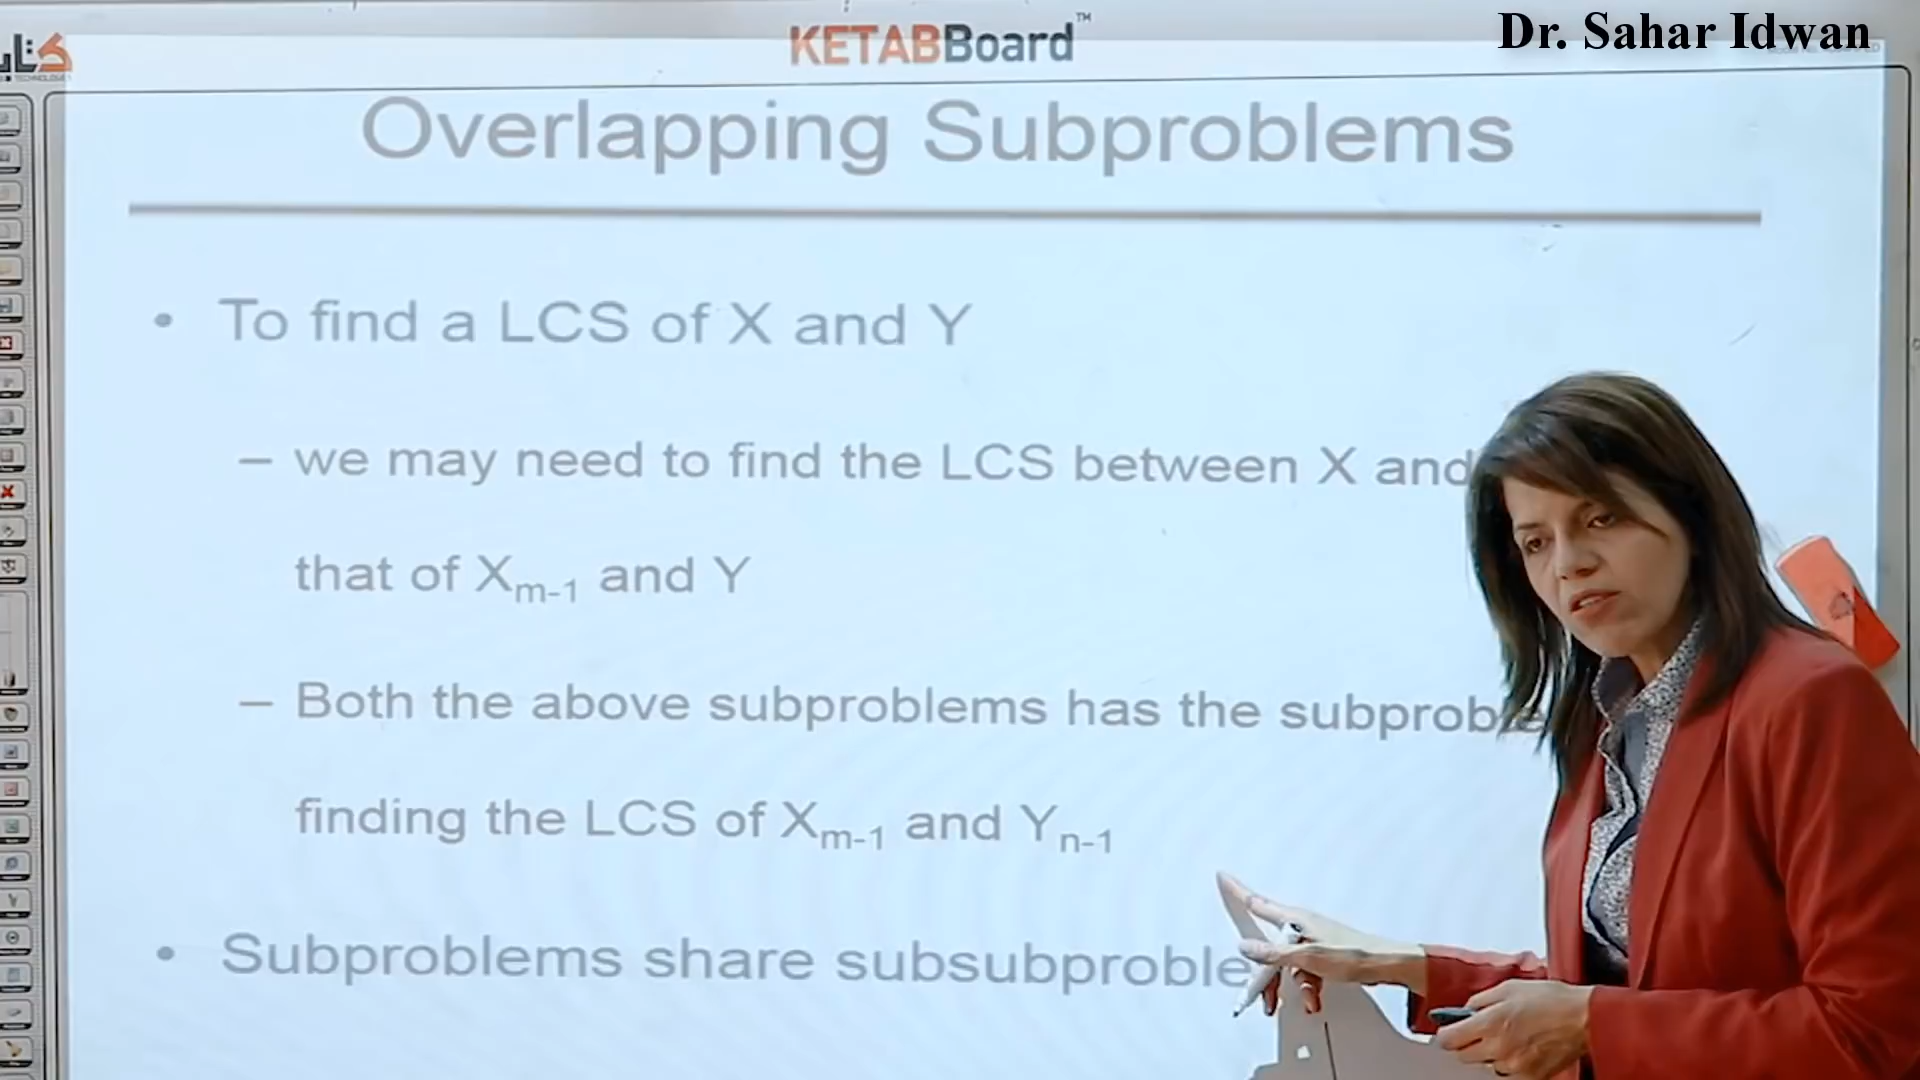 KETABBoard™
Dr. Sahar Idwan
Overlapping Subproblems
• To find a LCS of X and Y
– we may need to find the LCS between X and
that of Xm-1 and Y
– Both the above subproblems has the
finding the LCS of Xm-1 and Yn-1
• Subproblems share